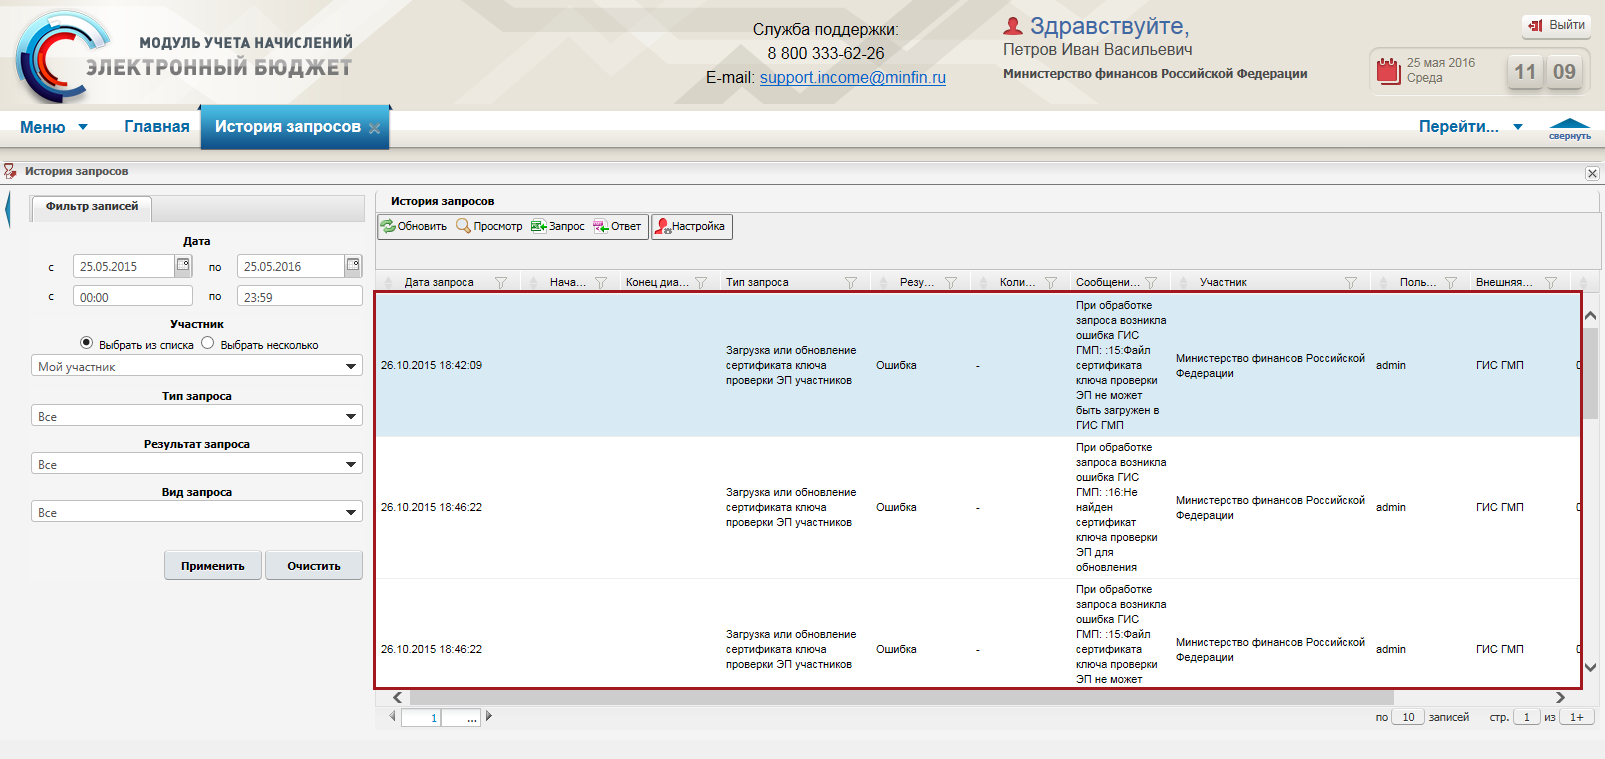 МОДУЛЬ УЧЕТА НАЧИСЛЕНИЙ
ЭЛЕКТРОННЫЙ БЮДЖЕТ
Служба поддержки:
8 800 333-62-26
E-mail: support.income@minfin.ru
Здравствуйте,
Петров Иван Васильевич
Министерство финансов Российской Федерации
Выйти
25 мая 2016
Среда
11 09
Меню
Главная
История запросов
Перейти...
свернуть
История запросов
Фильтр записей
Дата
с 25.05.2015 по 25.05.2016
с 00:00 по 23:59
Участник
Выбрать из списка Выбрать несколько
Мой участник
Тип запроса
Все
Результат запроса
Все
Вид запроса
Все
Применить Очистить
История запросов
Обновить Просмотр Запрос Ответ Настройка
Дата запроса Нача... Конец диа... Тип запроса Резу... Коли... Сообщени... Участник Поль... Внешняя...
26.10.2015 18:42:09
Загрузка или обновление
сертификата ключа
проверки ЭП участников
Ошибка
-
При обработке
запроса возникла
ошибка ГИС
ГМП: :15:Файл
сертификата
ключа проверки
ЭП не может
быть загружен в
ГИС ГМП
Министерство финансов Российской
Федерации
admin
ГИС ГМП
26.10.2015 18:46:22
Загрузка или обновление
сертификата ключа
проверки ЭП участников
Ошибка
-
При обработке
запроса возникла
ошибка ГИС
ГМП: :16:Не
найден
сертификат
ключа проверки
ЭП для
обновления
Министерство финансов Российской
Федерации
admin
ГИС ГМП
26.10.2015 18:46:22
Загрузка или обновление
сертификата ключа
проверки ЭП участников
Ошибка
-
При обработке
запроса возникла
ошибка ГИС
ГМП: :15:Файл
сертификата
ключа проверки
ЭП не может
Министерство финансов Российской
Федерации
admin
ГИС ГМП
1 ...
по 10 записей стр. 1 из 1+